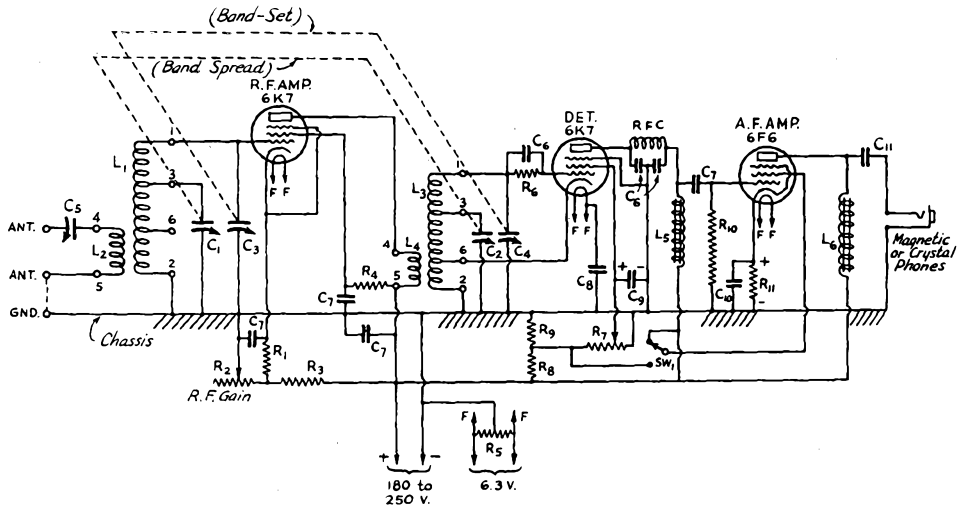 (Band-Set)
(Band Spread)
R.F. AMP.
6K7
DET.
6K7
RFC
A.F. AMP.
6F6
C11
L1
1
3
6
2
C5
ANT.
4
L2
5
ANT.
GND.
Chassis
C1
C3
F F
C7
R1
R2
R.F. Gain
R3
R4
C7
C7
4
L4
5
L3
1
3
6
2
C2
C4
C6
R6
F F
C6
C8
+ -
C9
R9
R8
R7
SW1
L5
C7
R10
C10
F F
+
R11
-
L6
Magnetic
or Crystal
Phones
+ -
180 to
250 V.
F F
R5
6.3 V.